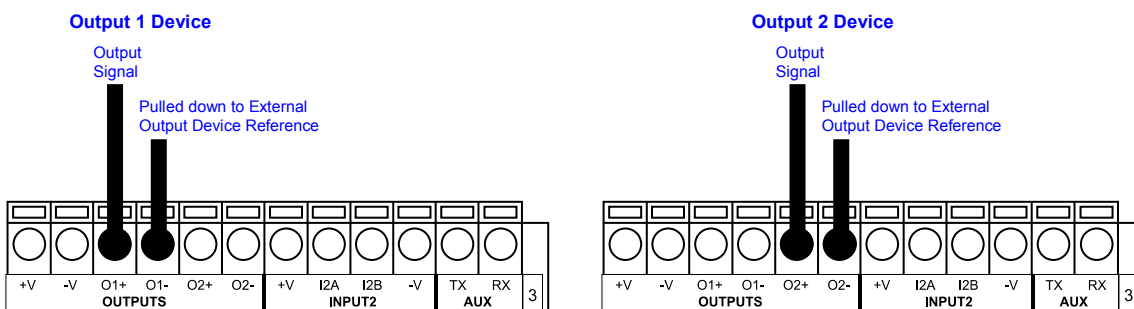 Output 1 Device
Output
Signal
Pulled down to External
Output Device Reference
+V -V O1+ O1- O2+ O2- +V I2A I2B -V TX RX
OUTPUTS INPUT2 AUX 3
Output 2 Device
Output
Signal
Pulled down to External
Output Device Reference
+V -V O1+ O1- O2+ O2- +V I2A I2B -V TX RX
OUTPUTS INPUT2 AUX 3